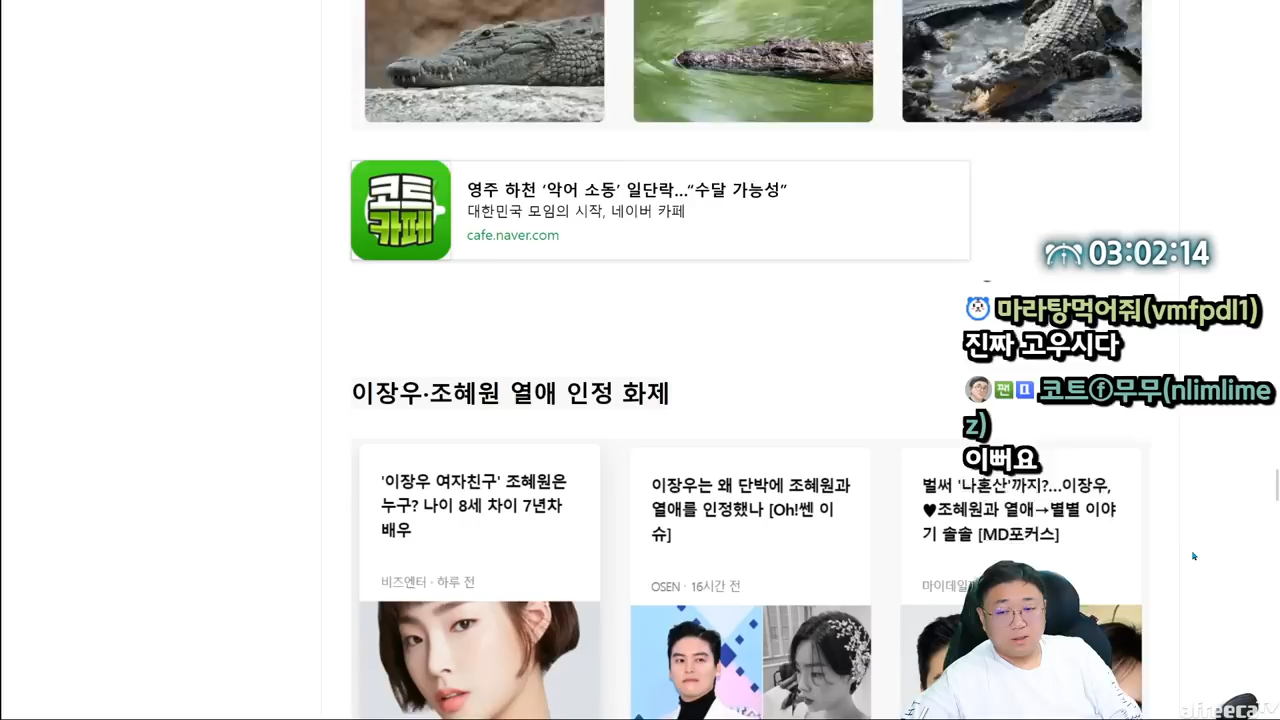 코트
카페
영주 하천 ‘악어 소동’ 일단락...“수달 가능성”
대한민국 모임의 시작, 네이버 카페
cafe.naver.com
03:02:14
마라탕먹어줘(vmfpdl1)
진짜 고우시다
팬 코트ⓕ무무(nlimlime
z)
이뻐요
이장우·조혜원 열애 인정 화제
'이장우 여자친구' 조혜원은
누구? 나이 8세 차이 7년차
배우
비즈엔터 · 하루 전
이장우는 왜 단박에 조혜원과
열애를 인정했나 [Oh!쎈 이
슈]
OSEN · 16시간 전
벌써 '나혼산'까지?...이장우,
♥조혜원과 열애→별별 이야
기 솔솔 [MD포커스]
마이데일리
afreecaTV